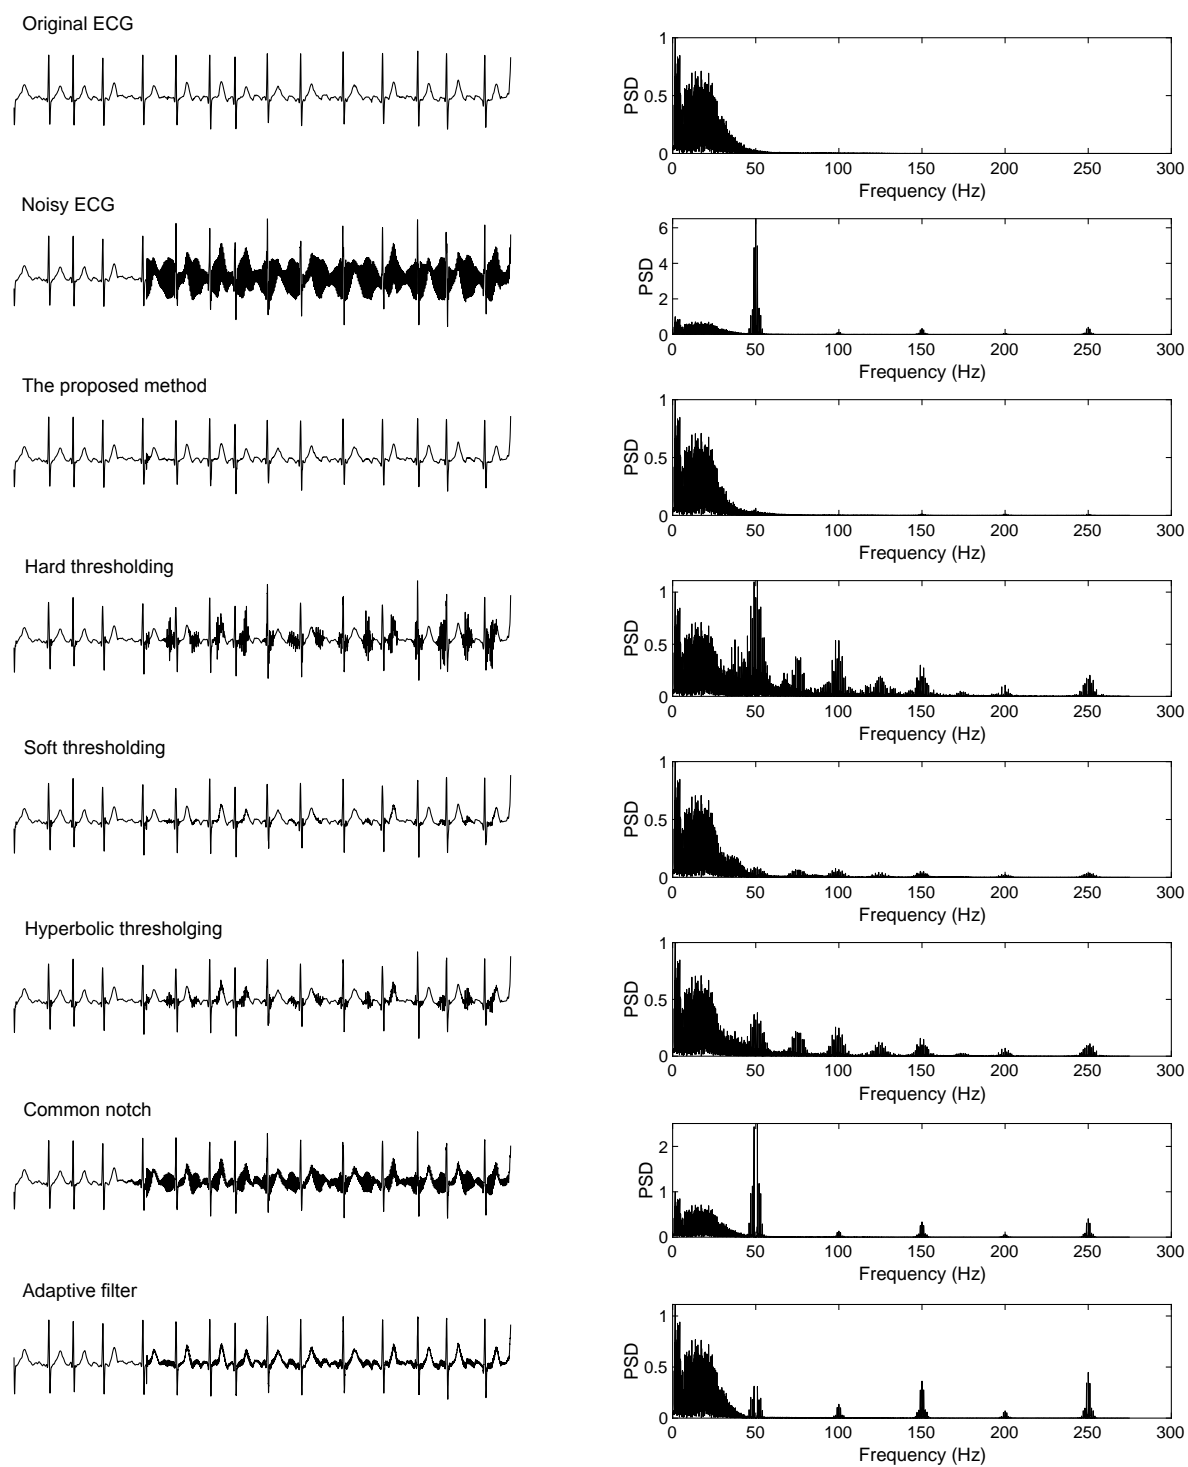 Original ECG
1
0.5
0
PSD
0 50 100 150 200 250 300
Frequency (Hz)
Noisy ECG
6
4
2
0
PSD
0 50 100 150 200 250 300
Frequency (Hz)
The proposed method
1
0.5
0
PSD
0 50 100 150 200 250 300
Frequency (Hz)
Hard thresholding
1
0.5
0
PSD
0 50 100 150 200 250 300
Frequency (Hz)
Soft thresholding
1
0.5
0
PSD
0 50 100 150 200 250 300
Frequency (Hz)
Hyperbolic thresholging
1
0.5
0
PSD
0 50 100 150 200 250 300
Frequency (Hz)
Common notch
2
1
0
PSD
0 50 100 150 200 250 300
Frequency (Hz)
Adaptive filter
1
0.5
0
PSD
0 50 100 150 200 250 300
Frequency (Hz)